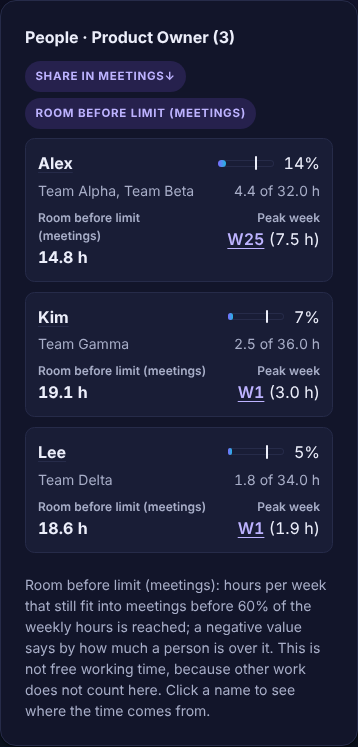 People · Product Owner (3)
SHARE IN MEETINGS↓
ROOM BEFORE LIMIT (MEETINGS)
Alex 14%
Team Alpha, Team Beta 4.4 of 32.0 h
Room before limit (meetings) Peak week
14.8 h W25 (7.5 h)
Kim 7%
Team Gamma 2.5 of 36.0 h
Room before limit (meetings) Peak week
19.1 h W1 (3.0 h)
Lee 5%
Team Delta 1.8 of 34.0 h
Room before limit (meetings) Peak week
18.6 h W1 (1.9 h)
Room before limit (meetings): hours per week
that still fit into meetings before 60% of the
weekly hours is reached; a negative value
says by how much a person is over it. This is
not free working time, because other work
does not count here. Click a name to see
where the time comes from.